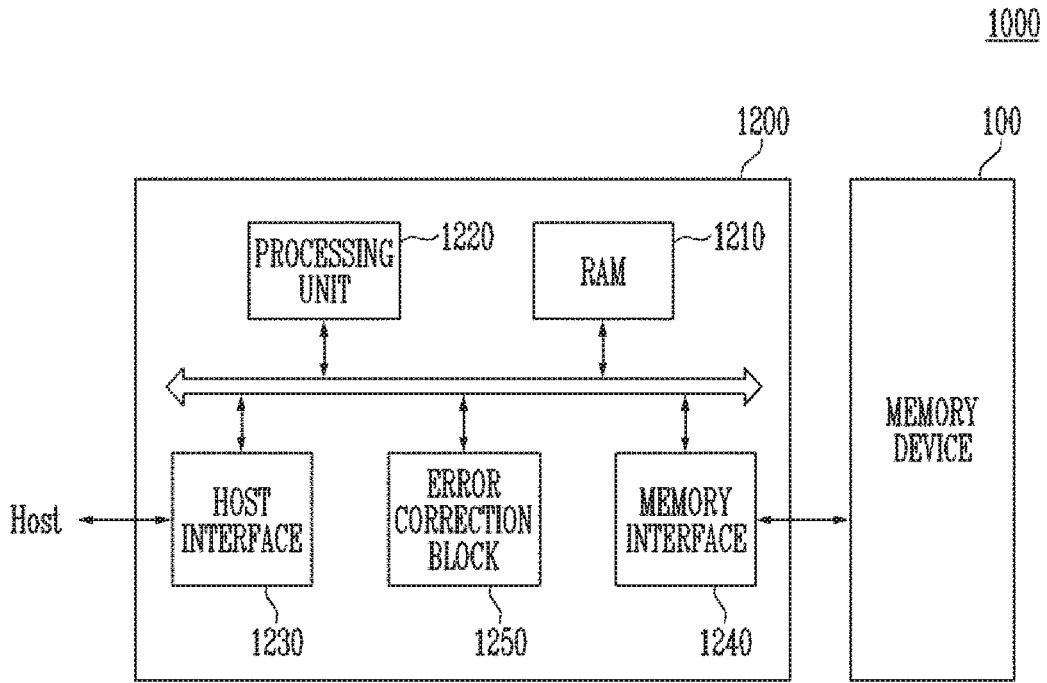 1000
1200
100
PROCESSING
UNIT
1220
RAM
1210
MEMORY
DEVICE
Host
HOST
INTERFACE
ERROR
CORRECTION
BLOCK
MEMORY
INTERFACE
1230
1250
1240